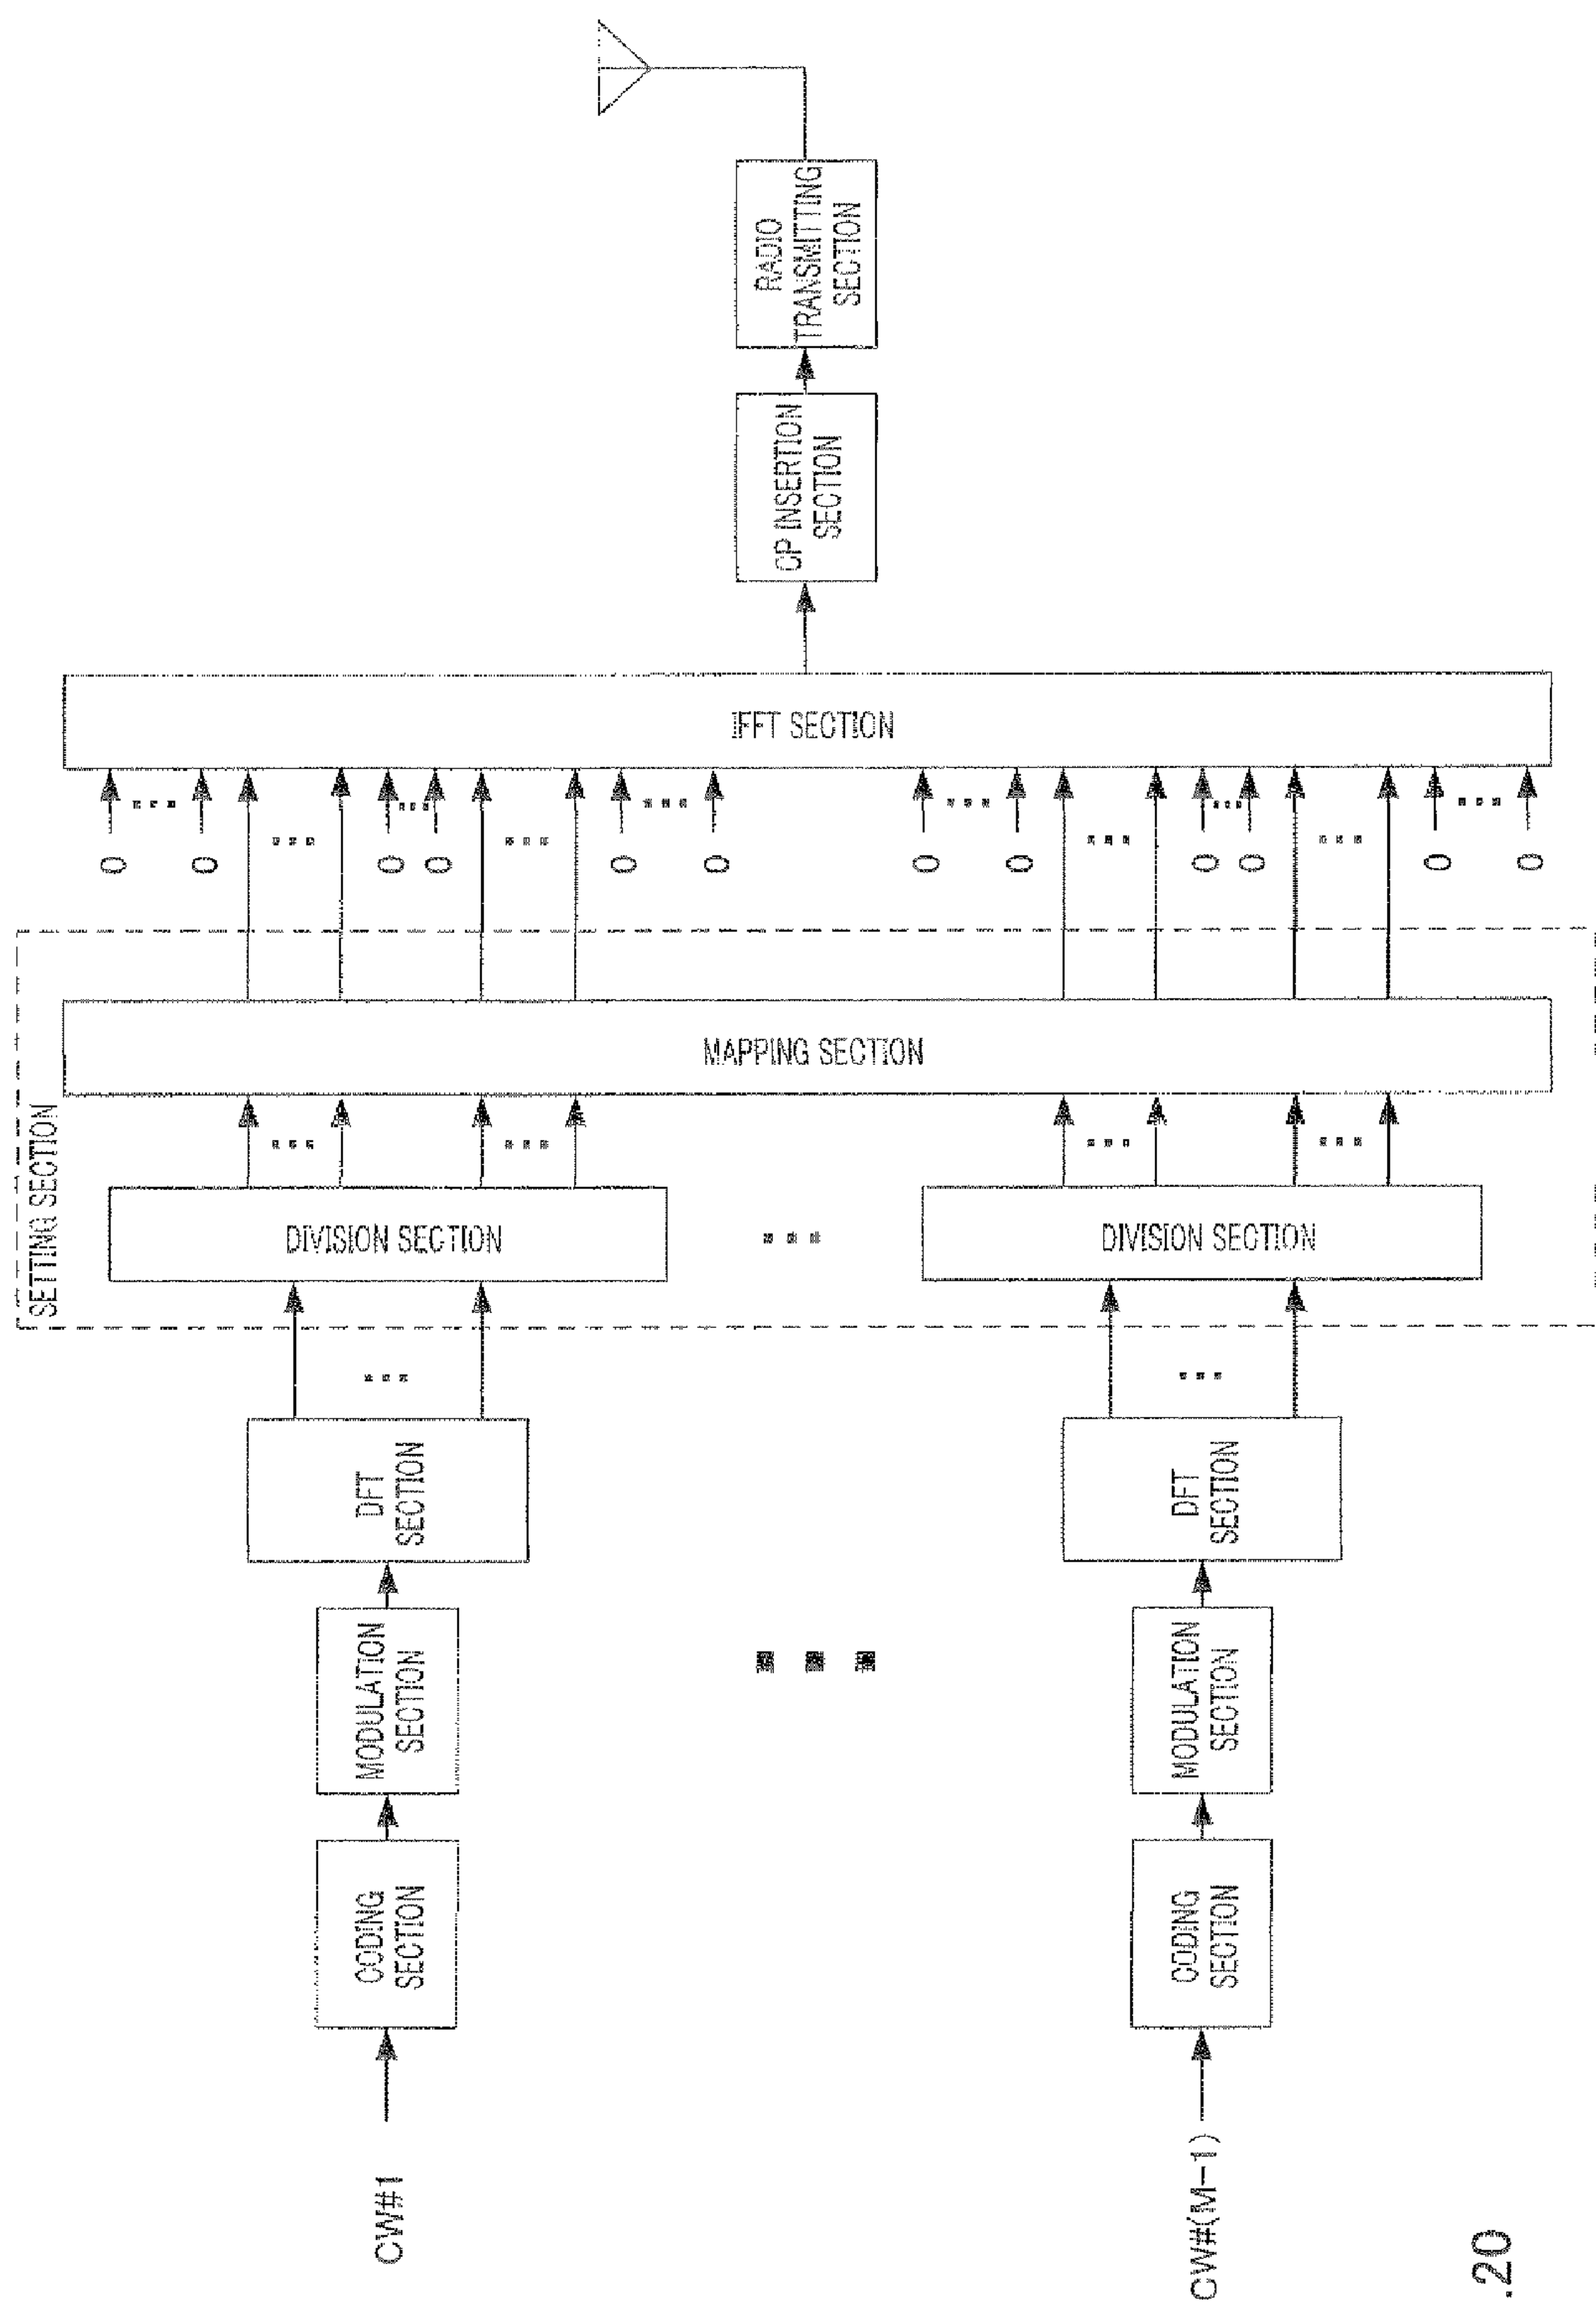 CW#1
CODING
SECTION
MODULATION
SECTION
DFT
SECTION
SETTING SECTION
DIVISION SECTION
MAPPING SECTION
0
0
0
0
0
0
0
0
0
0
0
0
IFFT SECTION
CP INSERTION
SECTION
RADIO
TRANSMITTING
SECTION
CW#(M-1)
CODING
SECTION
MODULATION
SECTION
DFT
SECTION
DIVISION SECTION
.20